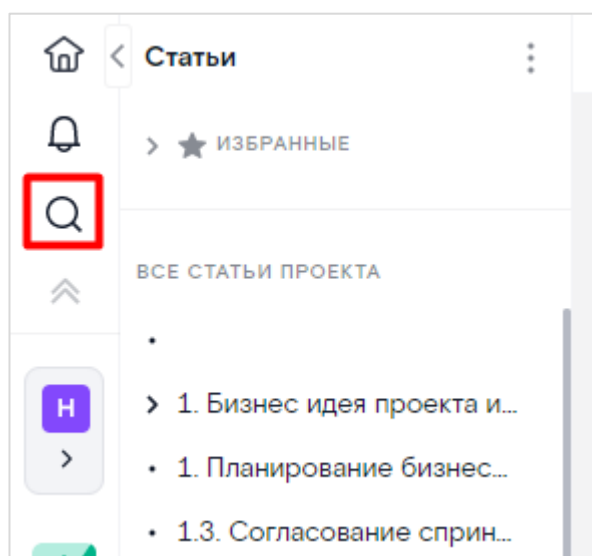 Статьи
ИЗБРАННЫЕ
ВСЕ СТАТЬИ ПРОЕКТА
Н
1. Бизнес идея проекта и...
1. Планирование бизнес...
1.3. Согласование сприн...